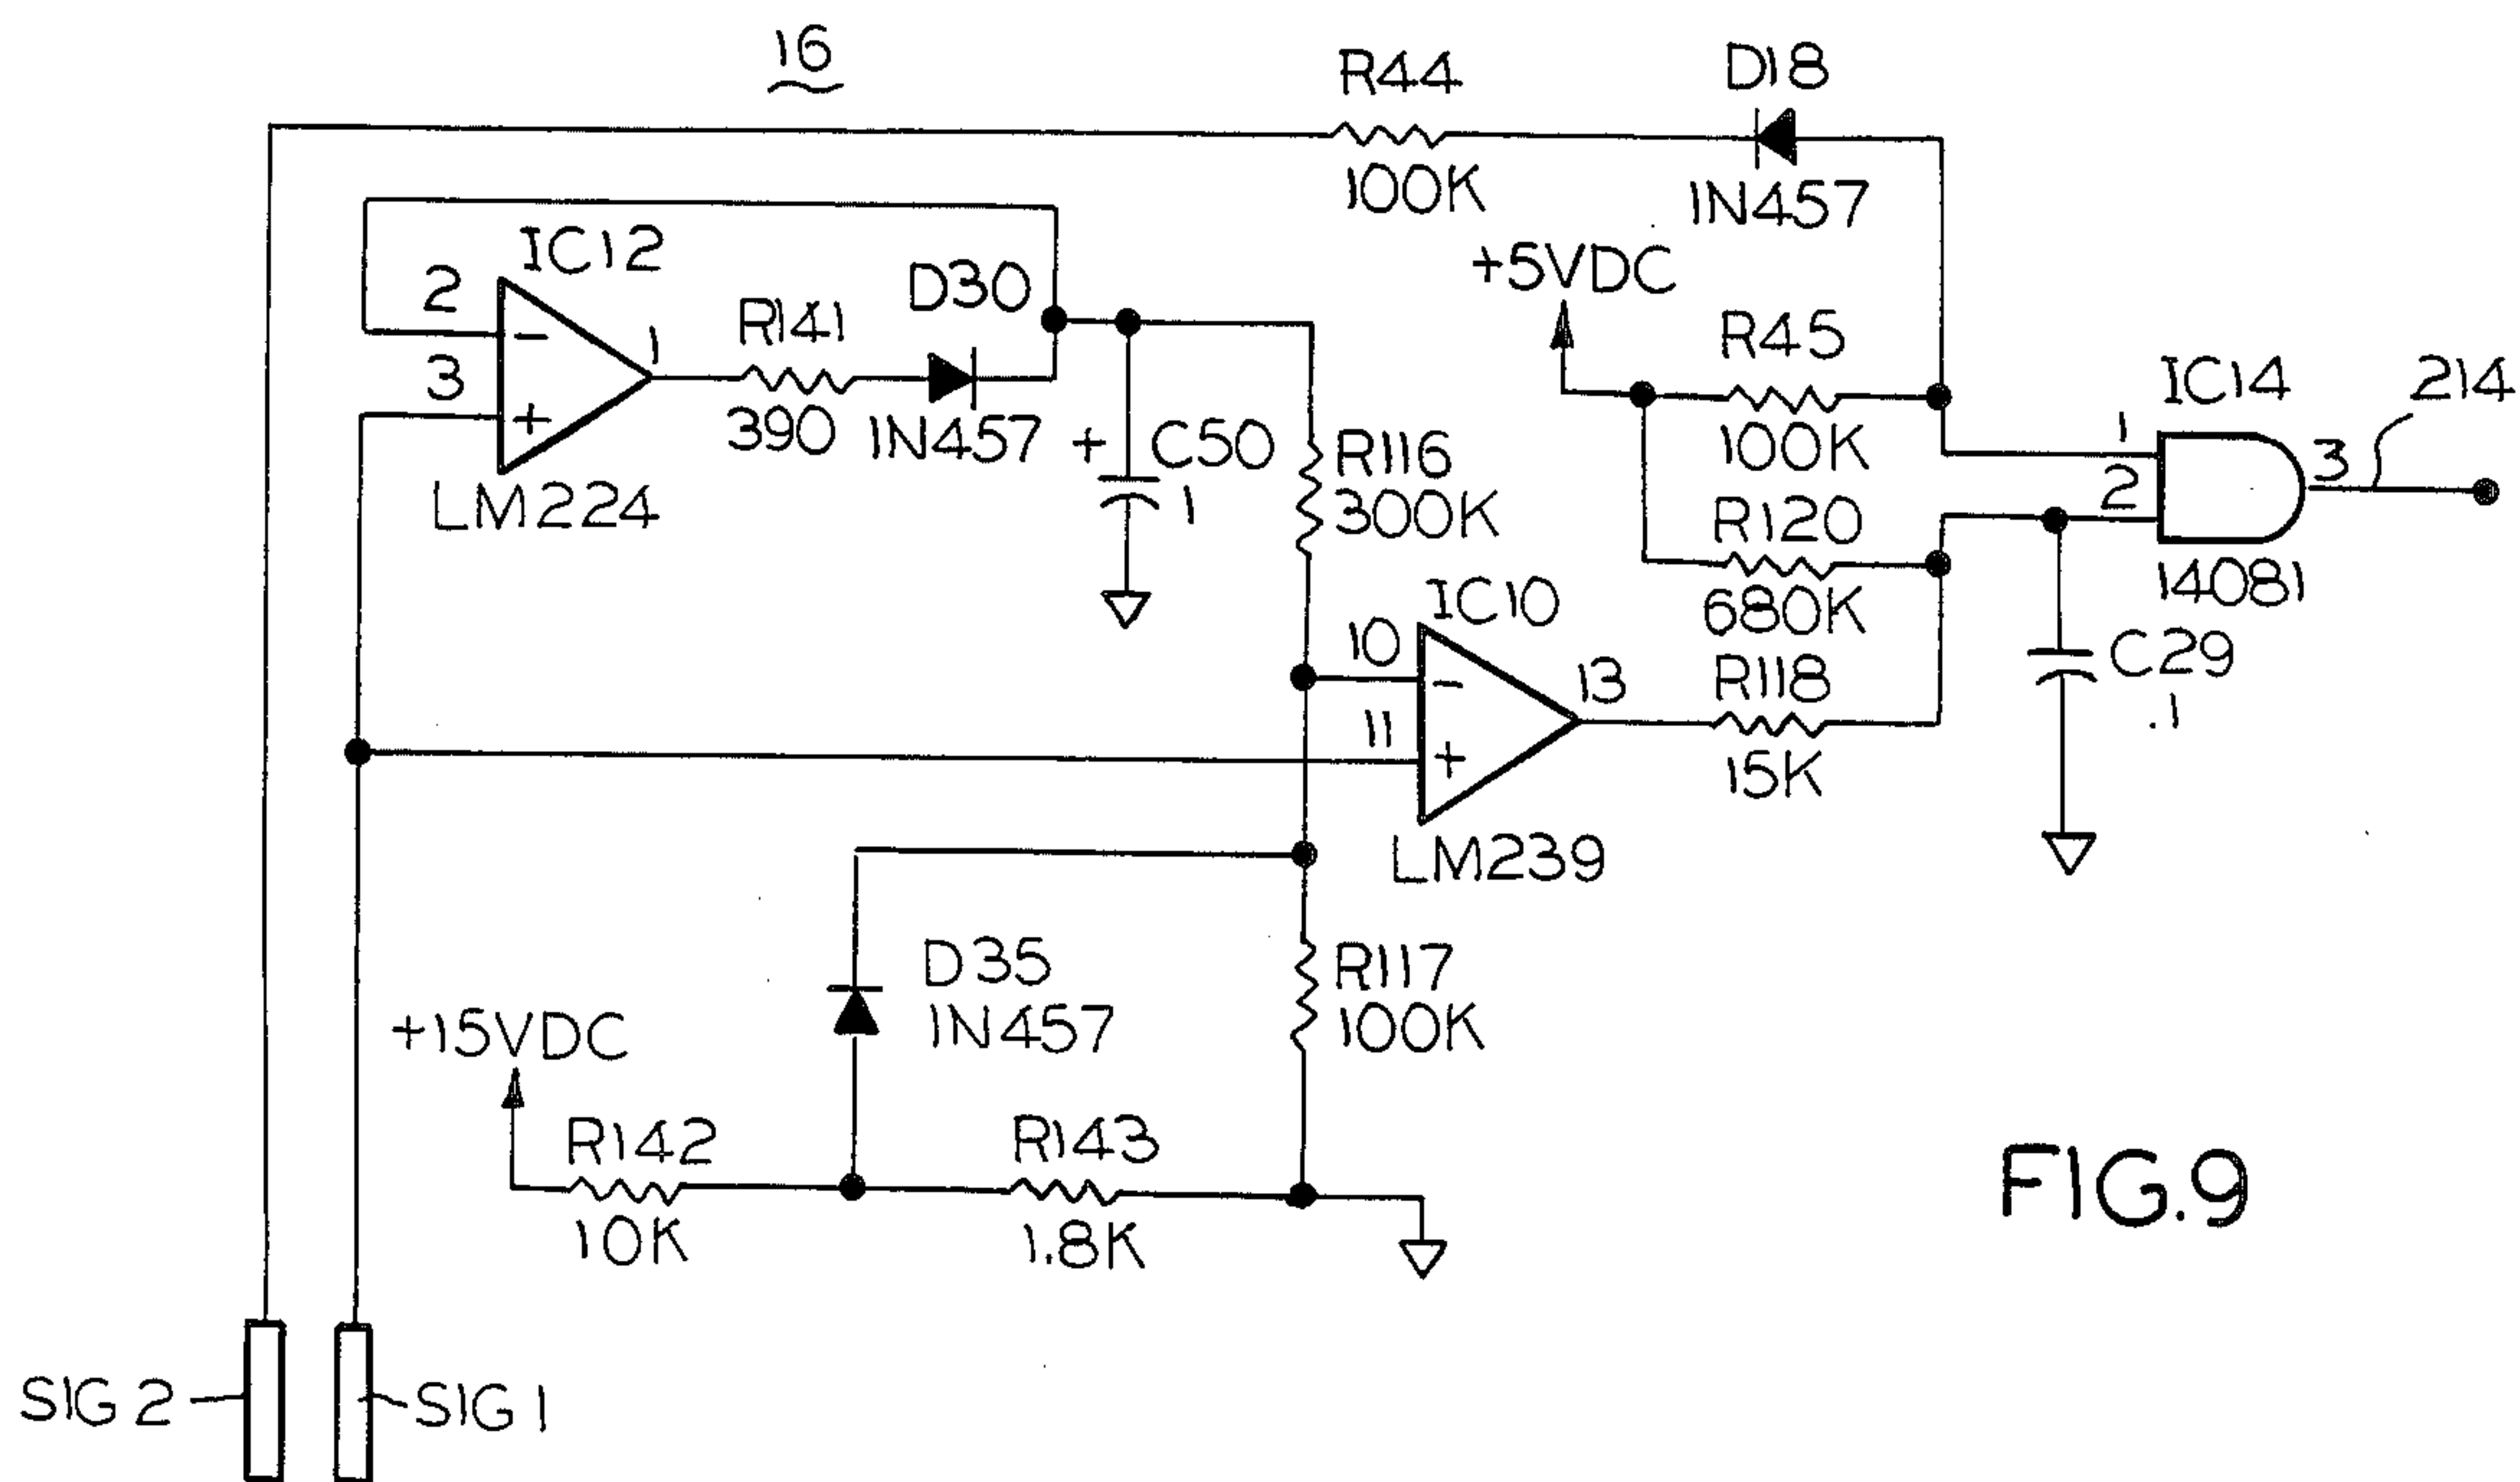 16
R44
100K
D18
1N457
IC12
2
3
1
LM224
R141
390
D30
1N457
+
C50
1
R116
300K
+5VDC
R45
100K
R120
680K
R118
15K
IC14
1
2
3
14081
214
C29
.1
IC10
10
11
13
LM239
D35
1N457
R117
100K
+15VDC
R142
10K
R143
1.8K
SIG 2
SIG 1
FIG.9